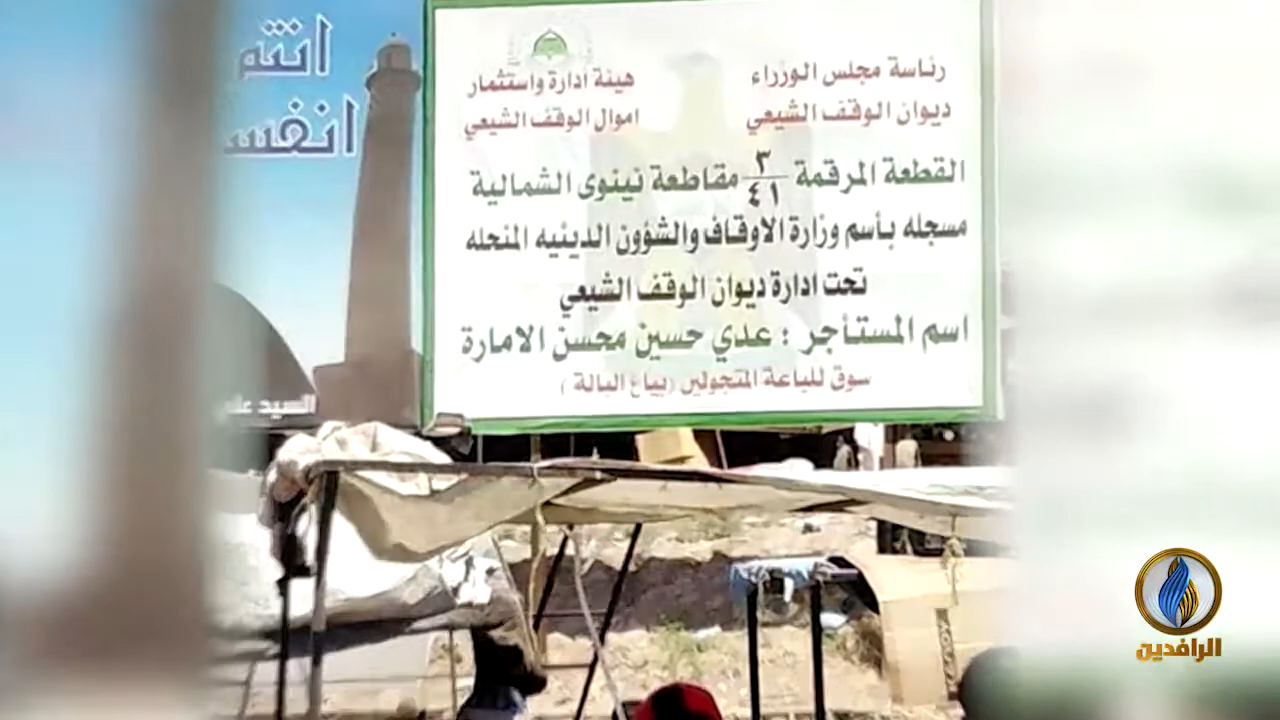 انتم
انفس
رئاسة مجلس الوزراء
ديوان الوقف الشيعي
هيئة ادارة واستثمار
اموال الوقف الشيعي
القطعة المرقمة ٣/٤١ مقاطعة نينوى الشمالية
مسجله بأسم وزارة الاوقاف والشؤون الدينيه المنحله
تحت ادارة ديوان الوقف الشيعي
اسم المستأجر : عدي حسين محسن الامارة
سوق للباعة المتجولين (بياع البالة)
السيد علي
الرافدين